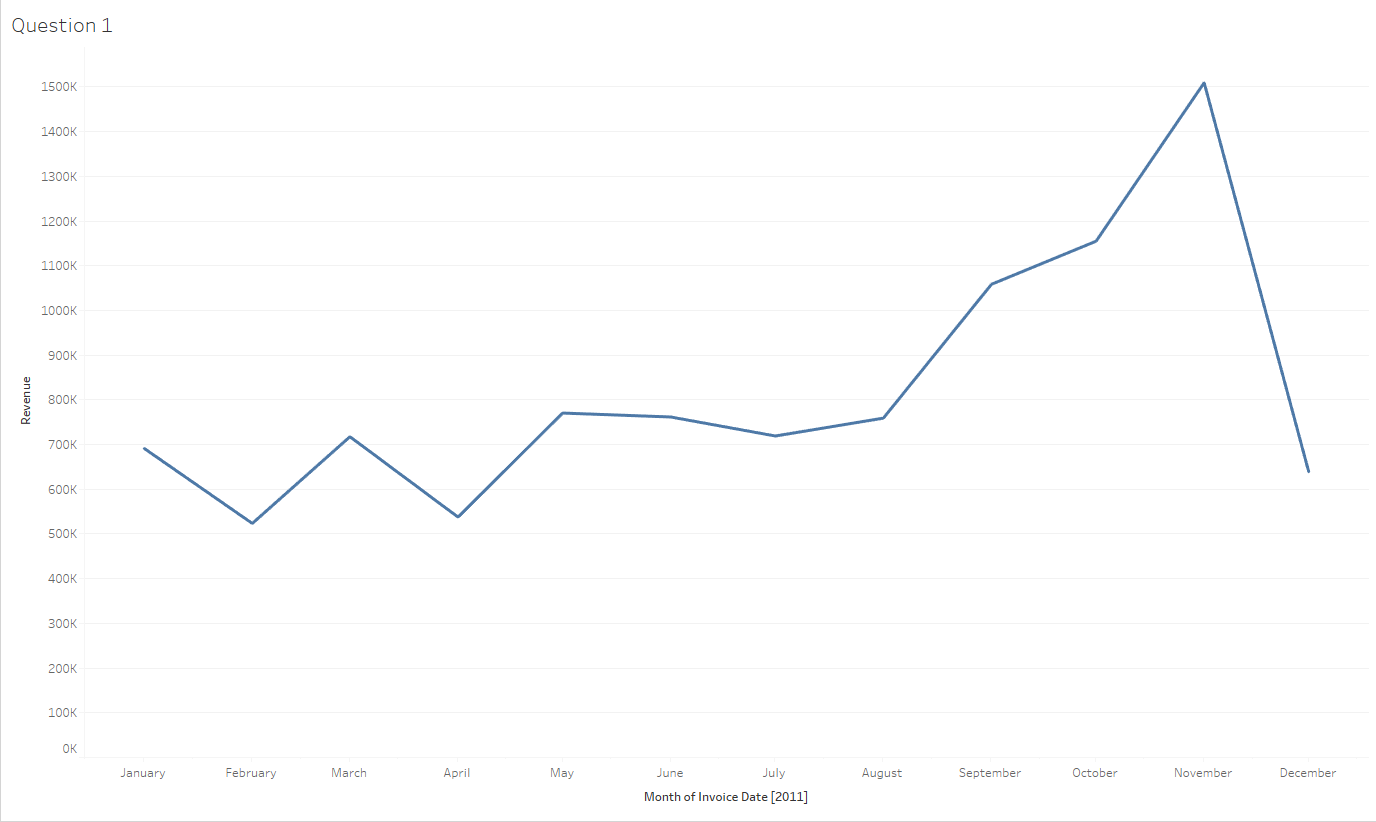 Question 1
1500K
1400K
1300K
1200K
1100K
1000K
900K
800K
700K
600K
500K
400K
300K
200K
100K
0K
Revenue
January February March April May June July August September October November December
Month of Invoice Date [2011]